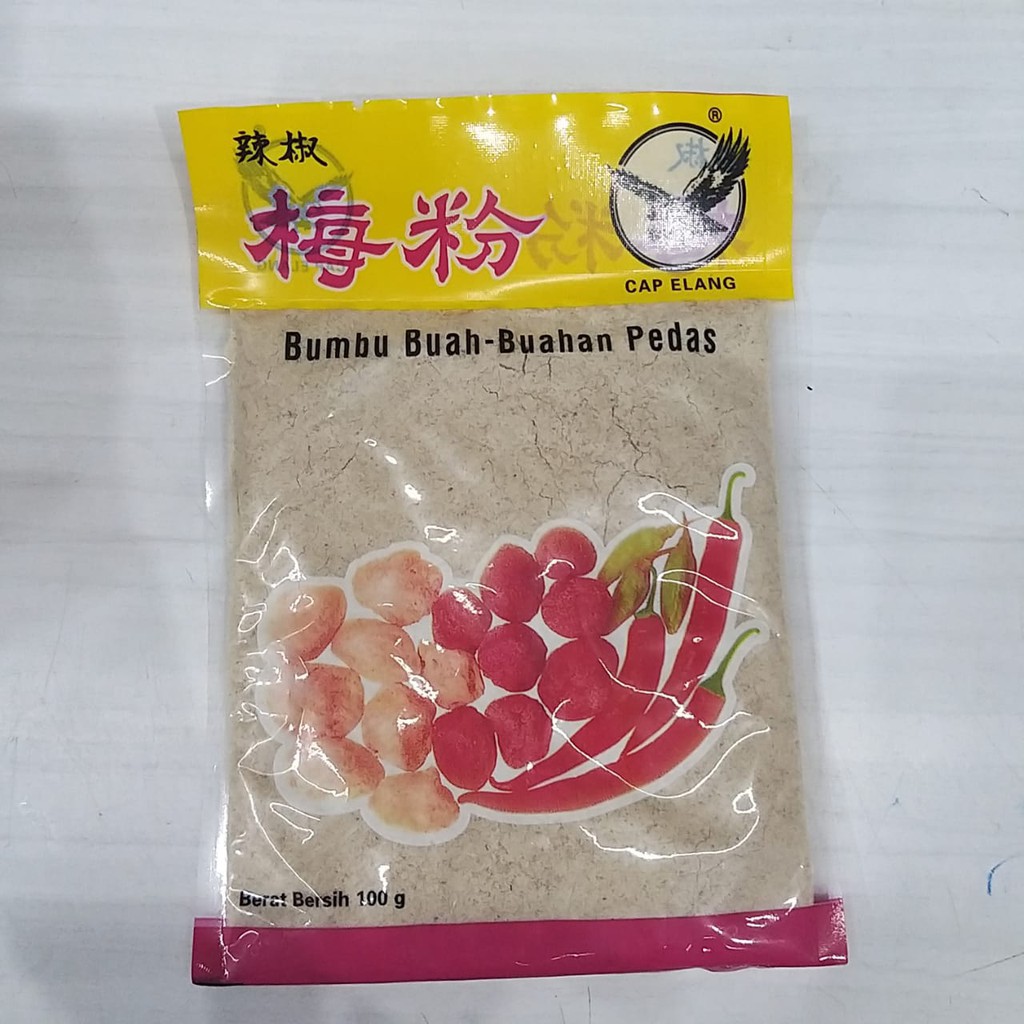 辣椒
梅粉
®
CAP ELANG
Bumbu Buah-Buahan Pedas
Berat Bersih 100 g